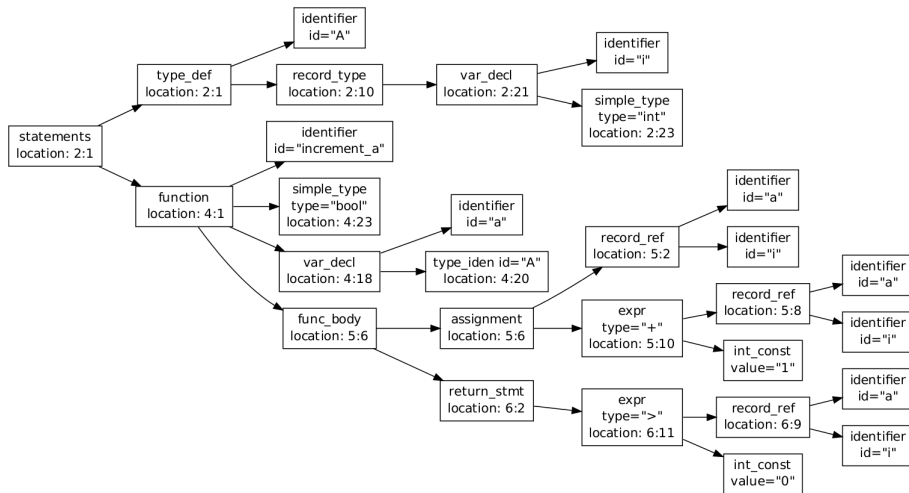 identifier
id="A"
type_def
location: 2:1
record_type
location: 2:10
var_decl
location: 2:21
identifier
id="i"
simple_type
type="int"
location: 2:23
statements
location: 2:1
identifier
id="increment_a"
function
location: 4:1
simple_type
type="bool"
location: 4:23
var_decl
location: 4:18
identifier
id="a"
type_iden id="A"
location: 4:20
func_body
location: 5:6
assignment
location: 5:6
record_ref
location: 5:2
identifier
id="a"
identifier
id="i"
expr
type="+"
location: 5:10
record_ref
location: 5:8
identifier
id="a"
identifier
id="i"
int_const
value="1"
return_stmt
location: 6:2
expr
type=">"
location: 6:11
record_ref
location: 6:9
identifier
id="a"
identifier
id="i"
int_const
value="0"